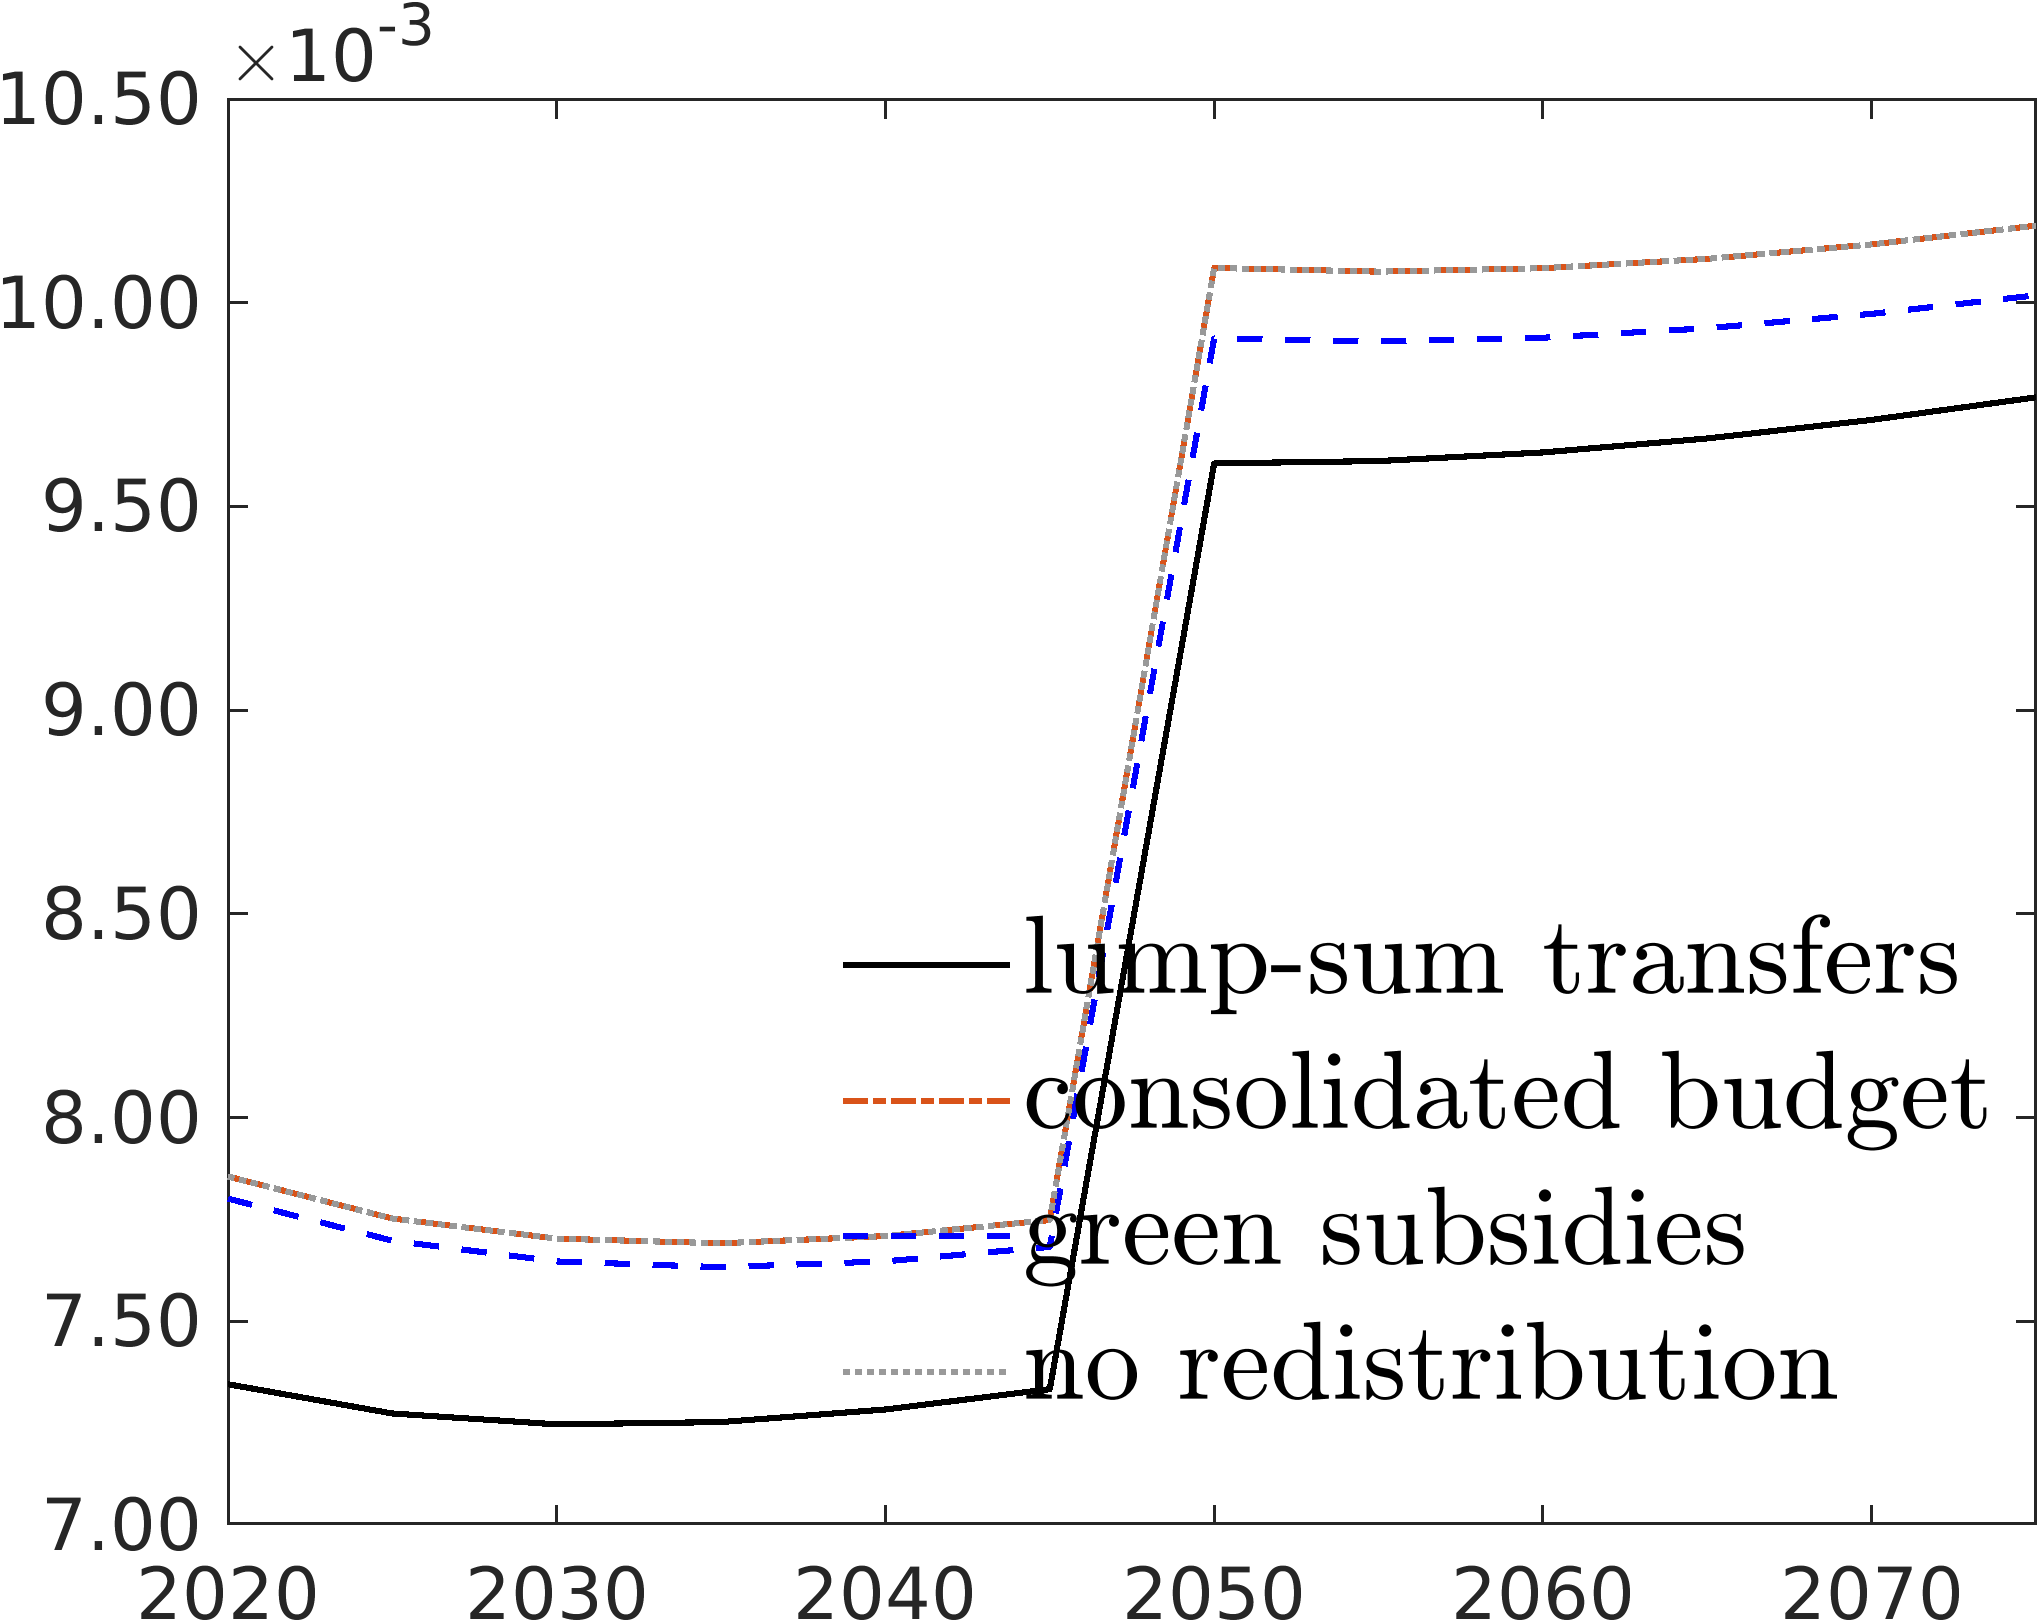 ×10-3
10.50
10.00
9.50
9.00
8.50
8.00
7.50
7.00
lump-sum transfers
consolidated budget
green subsidies
no redistribution
2020 2030 2040 2050 2060 2070